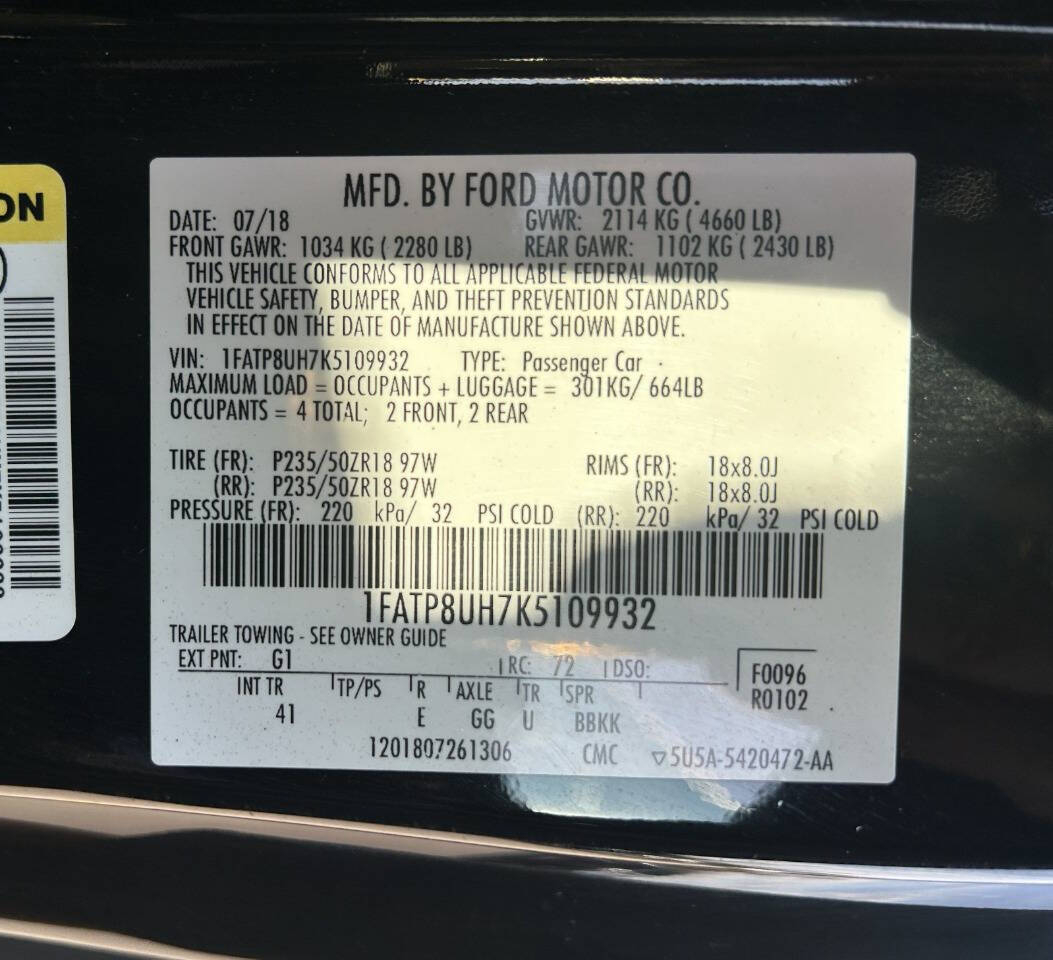 ON
MFD. BY FORD MOTOR CO.
DATE: 07/18 GVWR: 2114 KG ( 4660 LB)
FRONT GAWR: 1034 KG ( 2280 LB) REAR GAWR: 1102 KG ( 2430 LB)
THIS VEHICLE CONFORMS TO ALL APPLICABLE FEDERAL MOTOR
VEHICLE SAFETY, BUMPER, AND THEFT PREVENTION STANDARDS
IN EFFECT ON THE DATE OF MANUFACTURE SHOWN ABOVE.
VIN: 1FATP8UH7K5109932 TYPE: Passenger Car
MAXIMUM LOAD = OCCUPANTS + LUGGAGE = 301KG/ 664LB
OCCUPANTS = 4 TOTAL; 2 FRONT, 2 REAR
TIRE (FR): P235/50ZR18 97W RIMS (FR): 18x8.0J
(RR): P235/50ZR18 97W (RR): 18x8.0J
PRESSURE (FR): 220 kPa/ 32 PSI COLD (RR): 220 kPa/ 32 PSI COLD
1FATP8UH7K5109932
TRAILER TOWING - SEE OWNER GUIDE
EXT PNT: G1 RC: 72 DSO: F0096
INT TR TP/PS R AXLE TR SPR R0102
41 E GG U BBKK
1201807261306 CMC ▽5U5A-5420472-AA